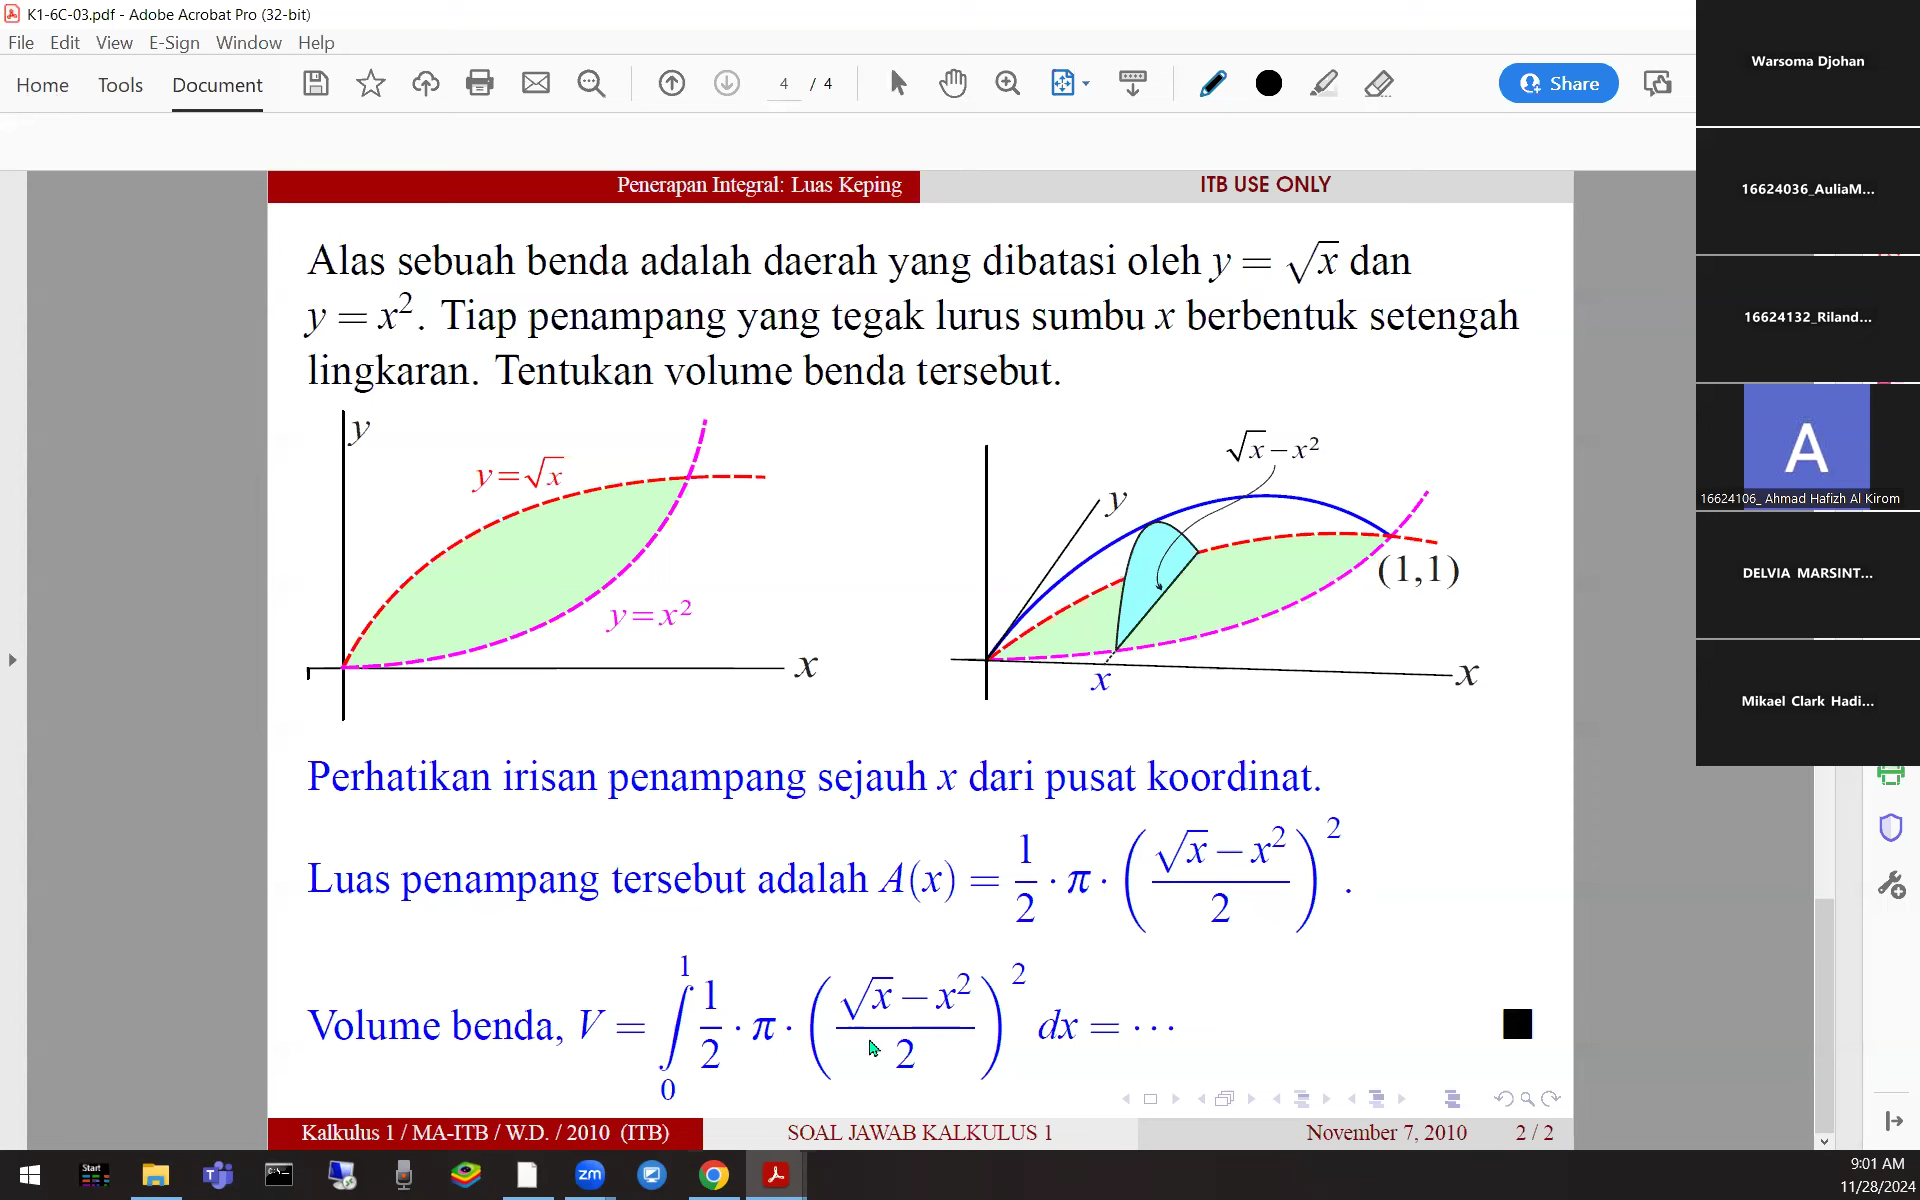 K1-6C-03.pdf - Adobe Acrobat Pro (32-bit)
File Edit View E-Sign Window Help
Home Tools Document 4 / 4 Share
Warsoma Djohan
16624036_AuliaM...
16624132_Riland...
A
16624106_ Ahmad Hafizh Al Kirom
DELVIA MARSINT...
Mikael Clark Hadi...
Penerapan Integral: Luas Keping ITB USE ONLY
Alas sebuah benda adalah daerah yang dibatasi oleh y = √x dan
y = x². Tiap penampang yang tegak lurus sumbu x berbentuk setengah
lingkaran. Tentukan volume benda tersebut.
y
y = √x
y = x²
x
√x − x²
y
(1,1)
x
x
Perhatikan irisan penampang sejauh x dari pusat koordinat.
Luas penampang tersebut adalah A(x) = 1/2 · π · ((√x − x²)/2)².
Volume benda, V = ∫₀¹ 1/2 · π · ((√x − x²)/2)² dx = ⋯
Kalkulus 1 / MA-ITB / W.D. / 2010 (ITB) SOAL JAWAB KALKULUS 1 November 7, 2010 2 / 2
Start
zm
9:01 AM
11/28/2024